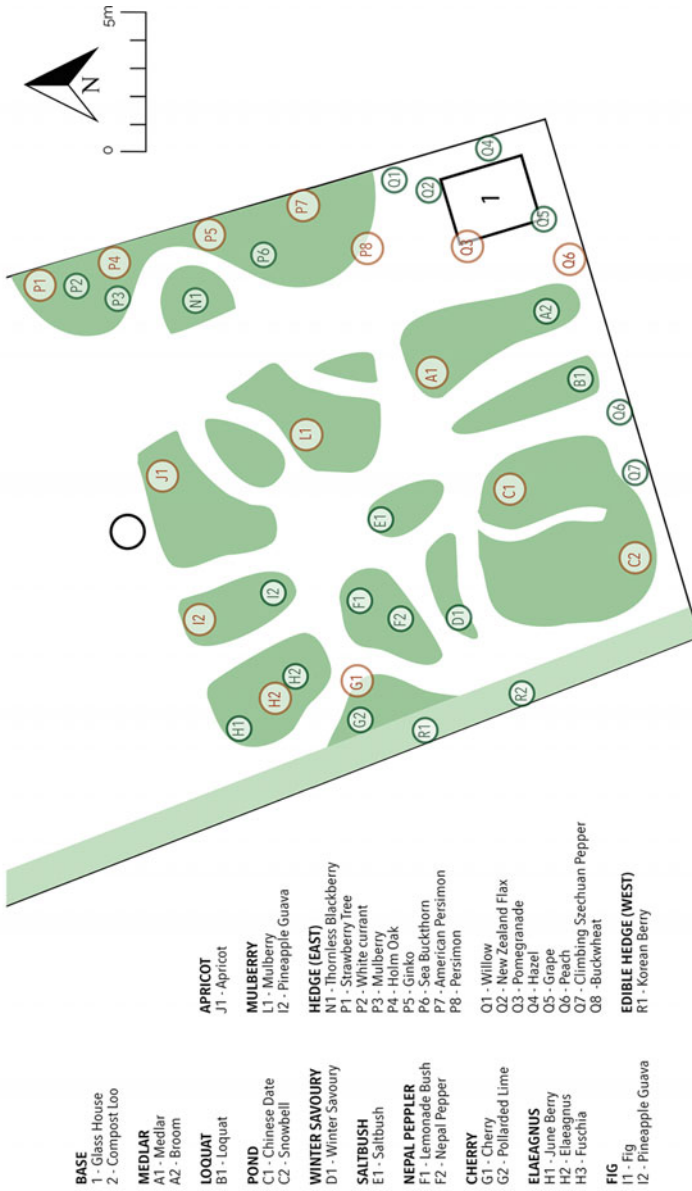 BASE
1 - Glass House
2 - Compost Loo
MEDLAR
A1 - Medlar
A2 - Broom
LOQUAT
B1 - Loquat
POND
C1 - Chinese Date
C2 - Snowbell
WINTER SAVOURY
D1 - Winter Savoury
SALTBUSH
E1 - Saltbush
NEPAL PEPPLER
F1 - Lemonade Bush
F2 - Nepal Pepper
CHERRY
G1 - Cherry
G2 - Pollarded Lime
ELAEAGNUS
H1 - June Berry
H2 - Elaeagnus
H3 - Fuschia
FIG
I1 - Fig
I2 - Pineapple Guava
APRICOT
J1 - Apricot
MULBERRY
L1 - Mulberry
I2 - Pineapple Guava
HEDGE (EAST)
N1 - Thornless Blackberry
P1 - Strawberry Tree
P2 - White currant
P3 - Mulberry
P4 - Holm Oak
P5 - Ginko
P6 - Sea Buckthorn
P7 - American Persimon
P8 - Persimon
Q1 - Willow
Q2 - New Zealand Flax
Q3 - Pomegranade
Q4 - Hazel
Q5 - Grape
Q6 - Peach
Q7 - Climbing Szechuan Pepper
Q8 -Buckwheat
EDIBLE HEDGE (WEST)
R1 - Korean Berry
H1
H2
H2
G2
G1
R1
R2
I2
I2
F1
F2
D1
E1
J1
L1
C1
C2
A1
A2
B1
Q7
Q6
Q6
N1
P1
P2
P3
P4
P5
P6
P7
P8
Q1
Q2
Q3
Q4
Q5
1
N
0
5m